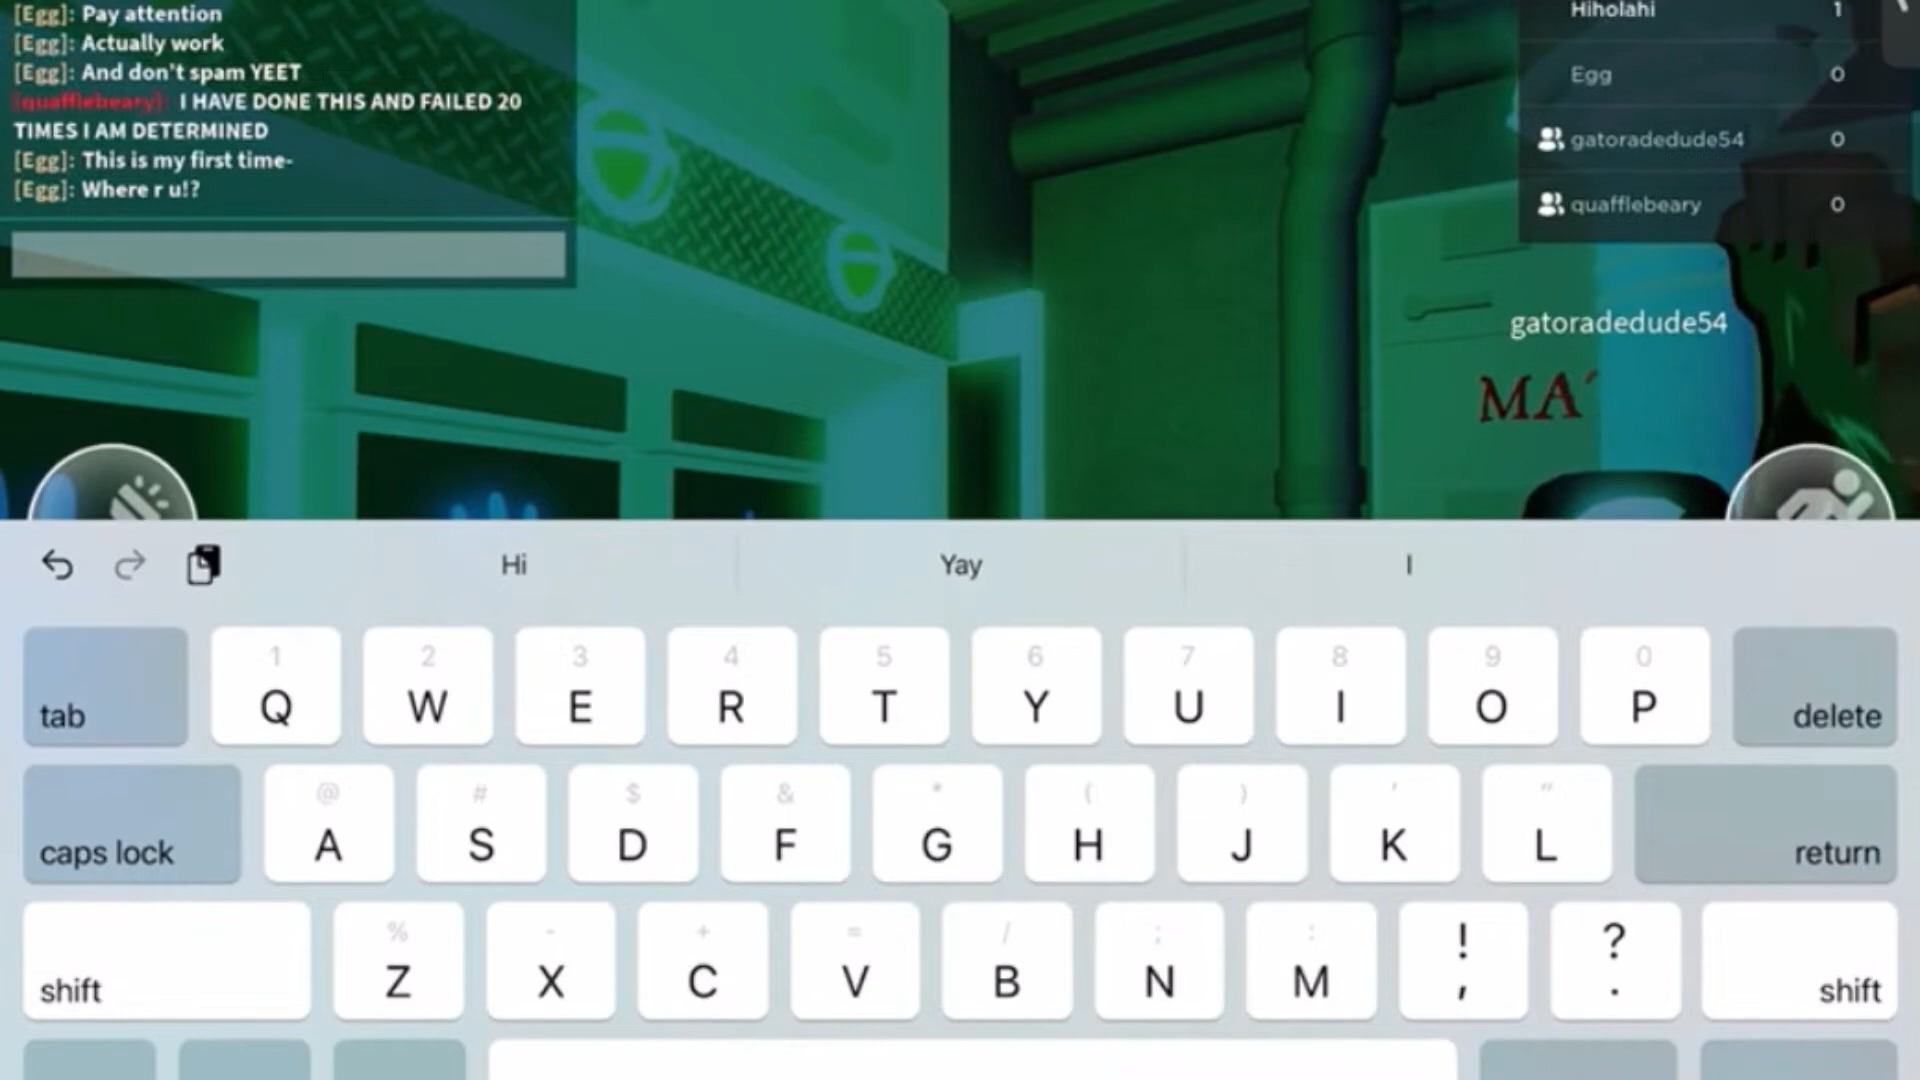 [Egg]: Pay attention
[Egg]: Actually work
[Egg]: And don't spam YEET
[quafflebeary]: I HAVE DONE THIS AND FAILED 20
TIMES I AM DETERMINED
[Egg]: This is my first time-
[Egg]: Where r u!?
Hiholahi 1
Egg 0
gatoradedude54 0
quafflebeary 0
gatoradedude54
MA
Hi Yay I
1 2 3 4 5 6 7 8 9 0
tab Q W E R T Y U I O P delete
@ # $ & * ( ) ' "
caps lock A S D F G H J K L return
% - + = / ; : ! ?
shift Z X C V B N M , . shift